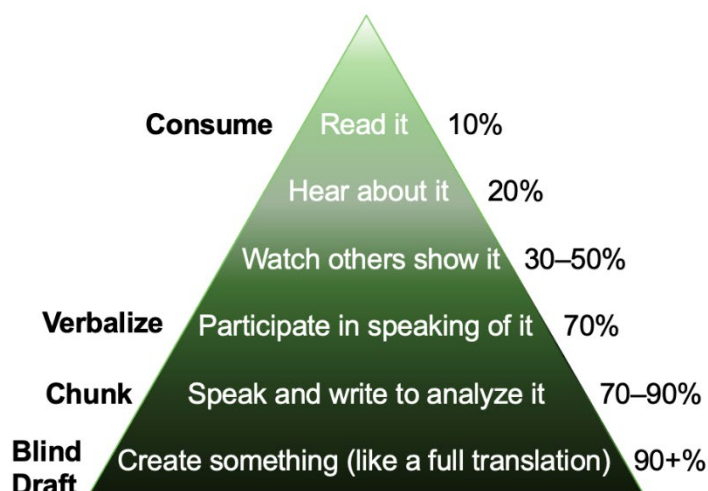 Consume Read it 10%
Hear about it 20%
Watch others show it 30–50%
Verbalize Participate in speaking of it 70%
Chunk Speak and write to analyze it 70–90%
Blind Draft Create something (like a full translation) 90+%